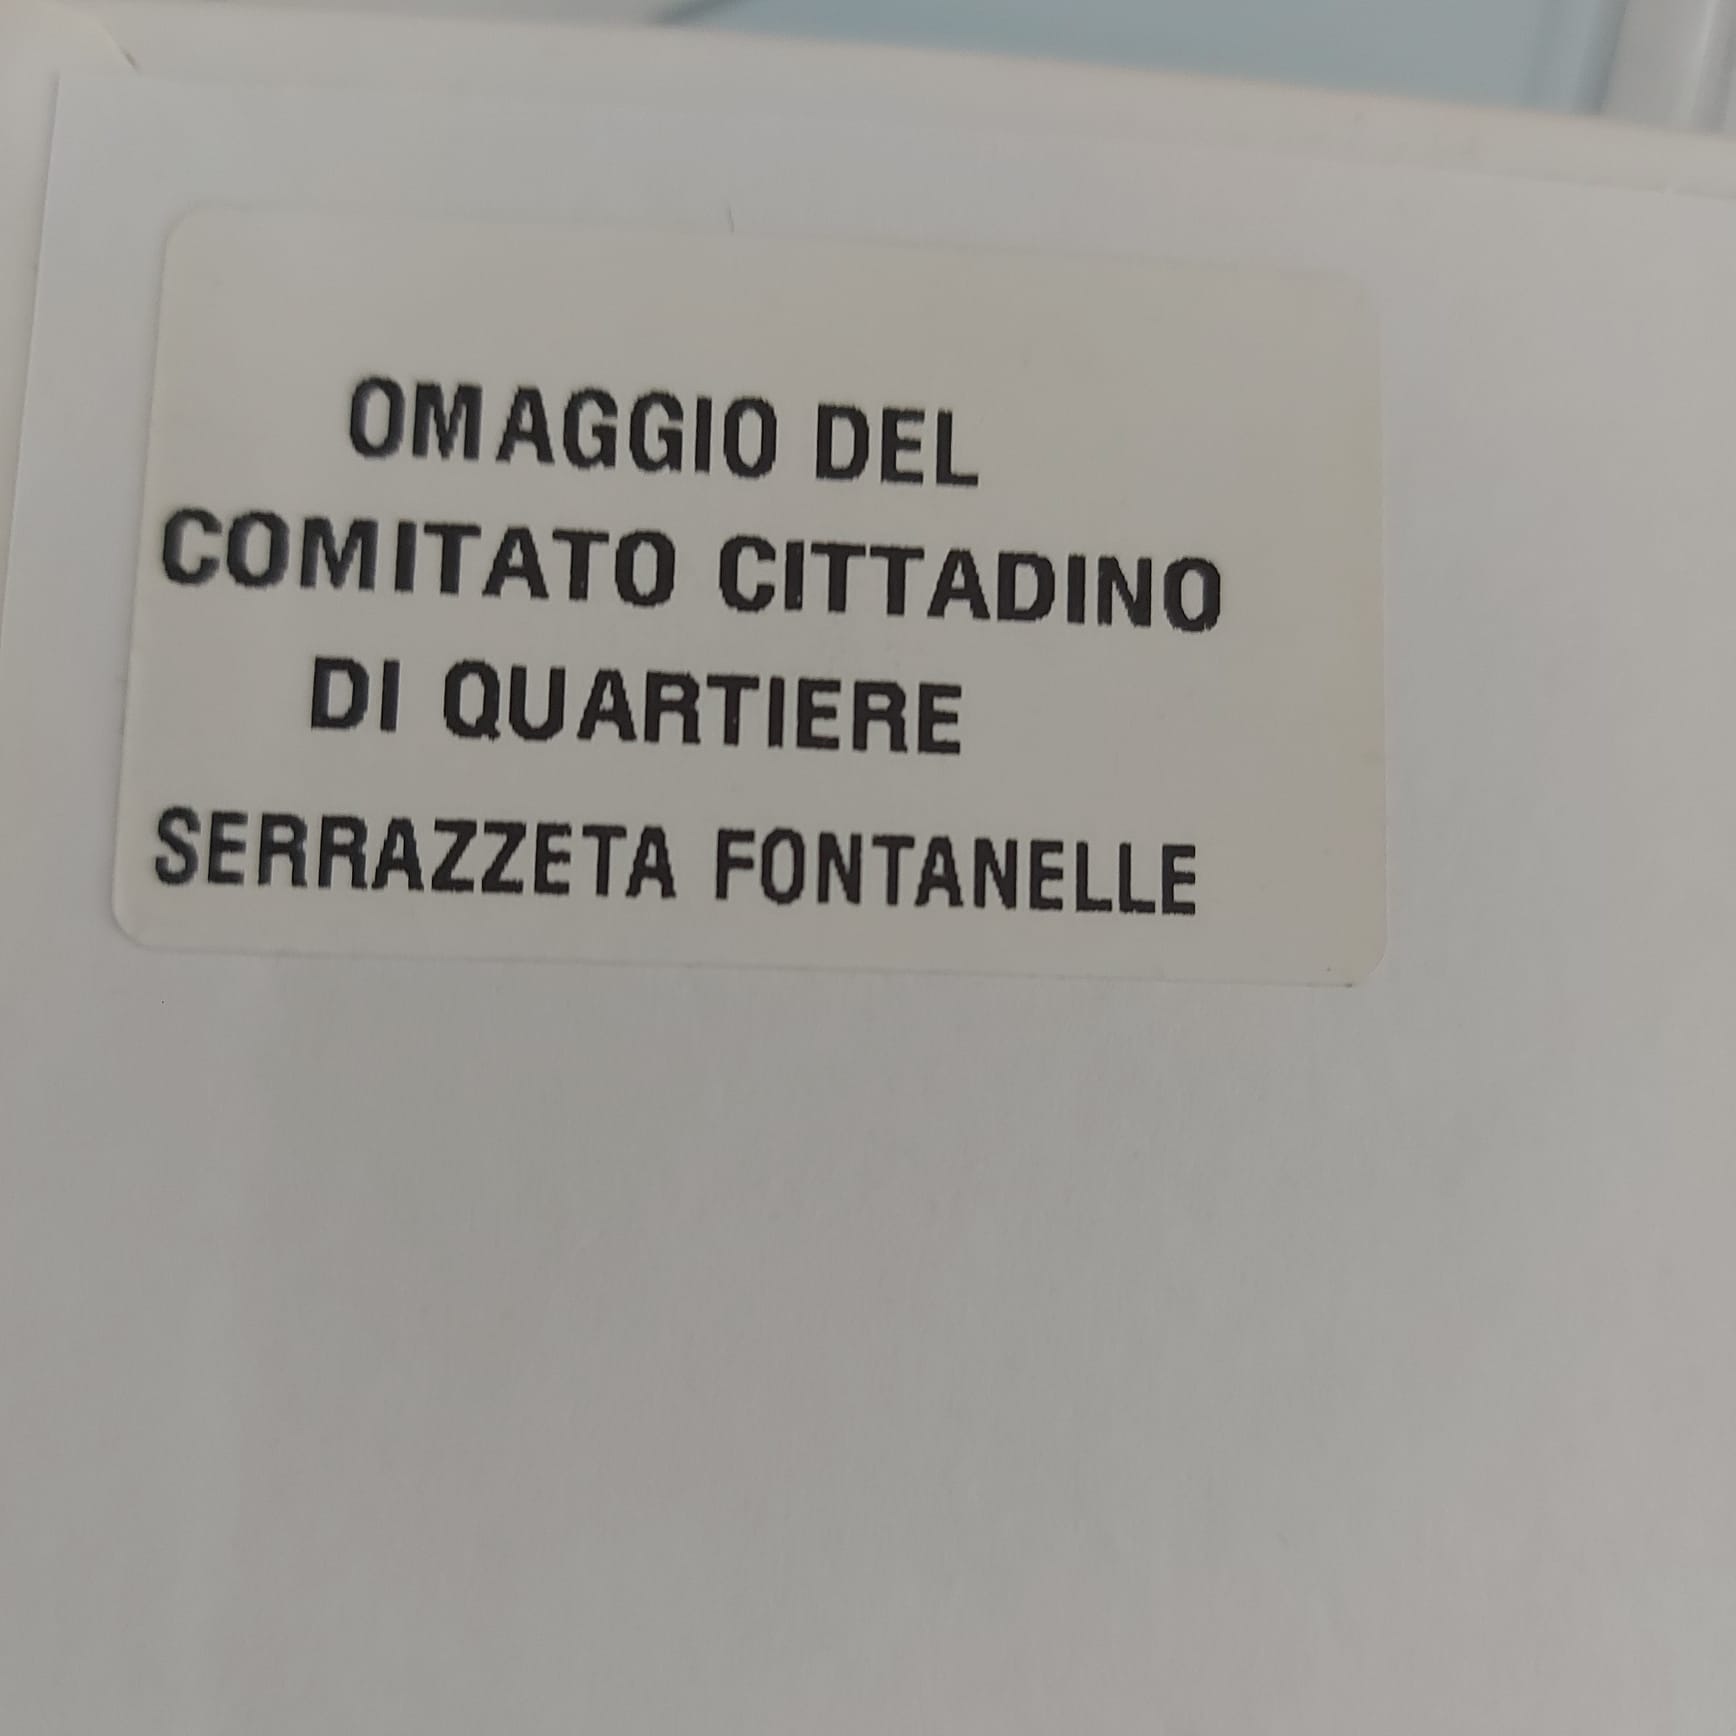 OMAGGIO DEL
COMITATO CITTADINO
DI QUARTIERE
SERRAZZETA FONTANELLE